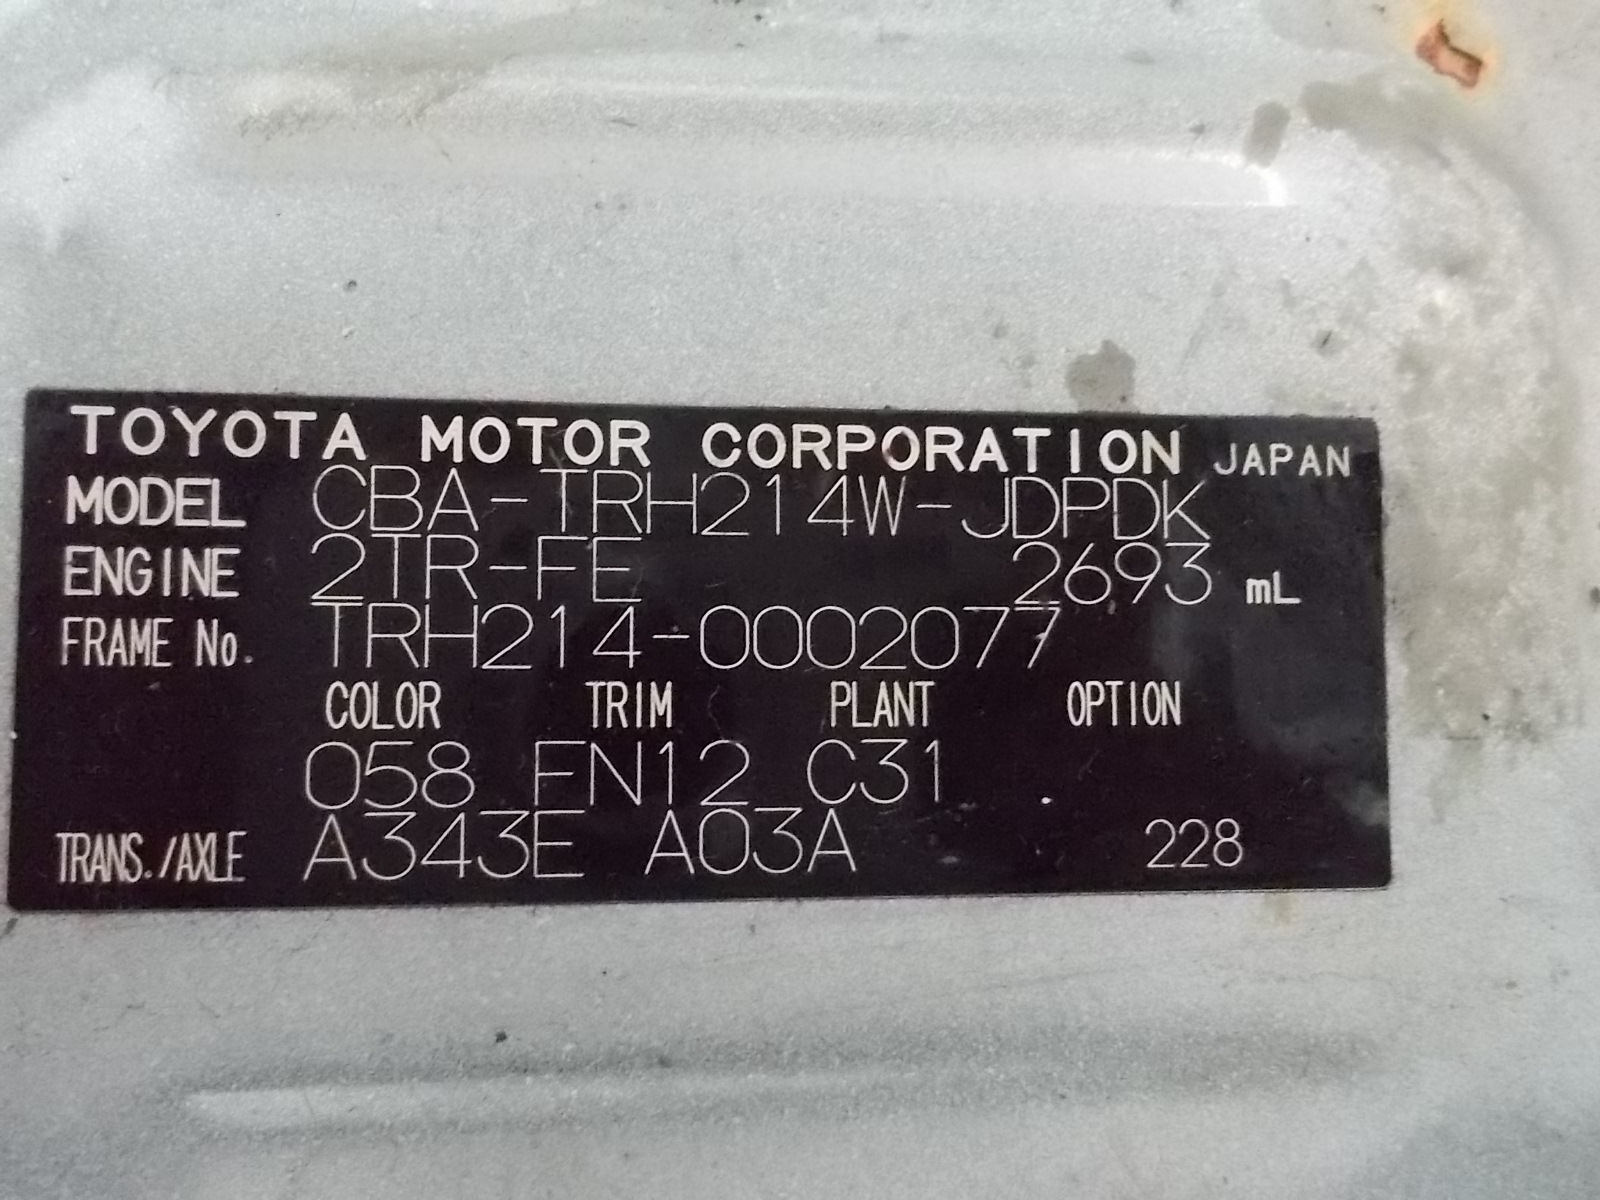 TOYOTA MOTOR CORPORATION JAPAN
MODEL CBA-TRH214W-JDPDK
ENGINE 2TR-FE 2693 mL
FRAME No. TRH214-0002077
COLOR TRIM PLANT OPTION
058 FN12 C31
TRANS./AXLE A343E A03A 228